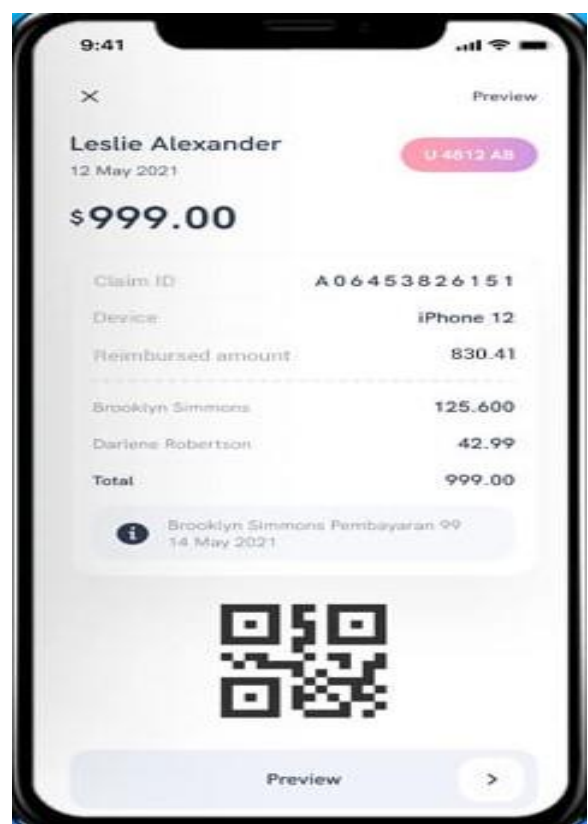 9:41
× Preview
Leslie Alexander U 4812 AB
12 May 2021
$999.00
Claim ID A06453826151
Device iPhone 12
Reimbursed amount 830.41
Brooklyn Simmons 125.600
Darlene Robertson 42.99
Total 999.00
Brooklyn Simmons Pembayaran 99
14 May 2021
Preview >